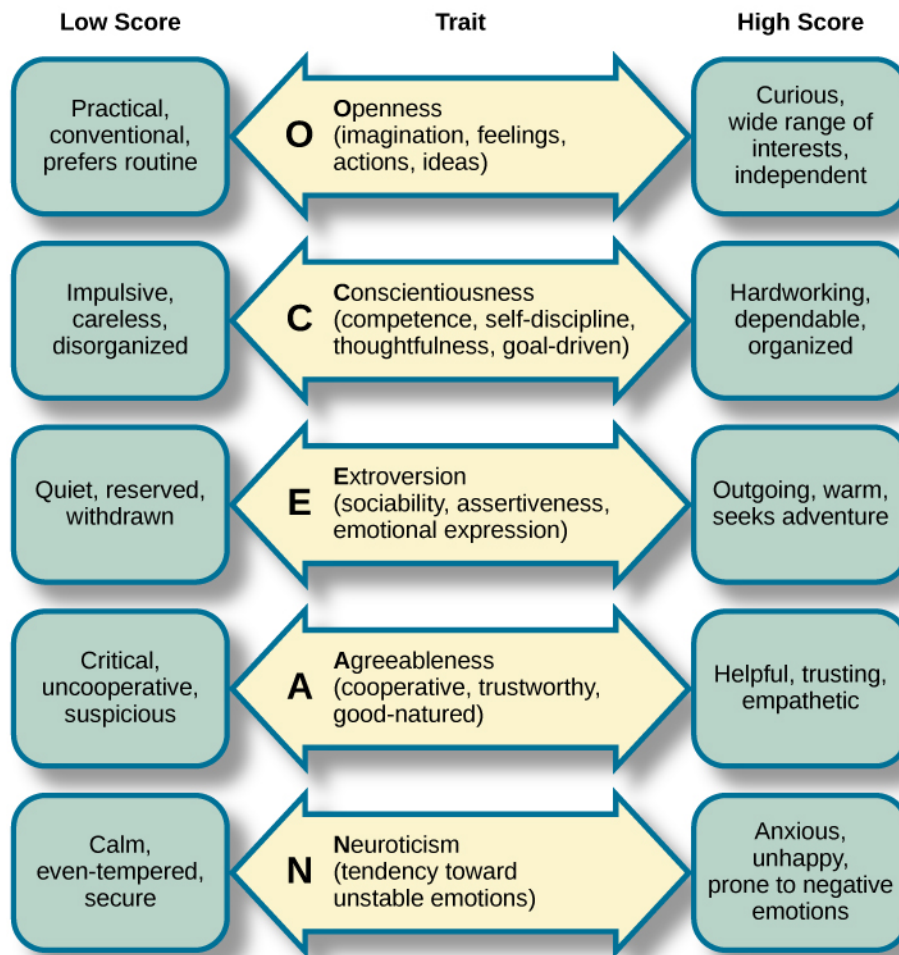 Low Score
Trait
High Score
Practical,
conventional,
prefers routine
O
Openness
(imagination, feelings,
actions, ideas)
Curious,
wide range of
interests,
independent
Impulsive,
careless,
disorganized
C
Conscientiousness
(competence, self-discipline,
thoughtfulness, goal-driven)
Hardworking,
dependable,
organized
Quiet, reserved,
withdrawn
E
Extroversion
(sociability, assertiveness,
emotional expression)
Outgoing, warm,
seeks adventure
Critical,
uncooperative,
suspicious
A
Agreeableness
(cooperative, trustworthy,
good-natured)
Helpful, trusting,
empathetic
Calm,
even-tempered,
secure
N
Neuroticism
(tendency toward
unstable emotions)
Anxious,
unhappy,
prone to negative
emotions